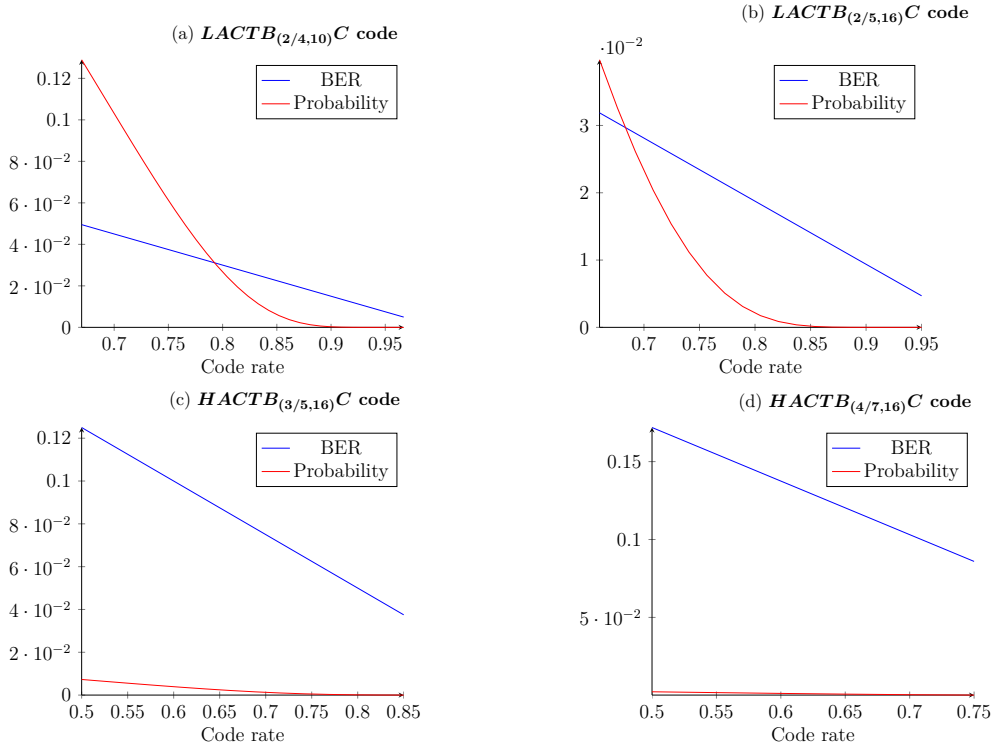 (a) LACTB(2/4,10)C code
0.12
0.1
8 · 10−2
6 · 10−2
4 · 10−2
2 · 10−2
0
0.7 0.75 0.8 0.85 0.9 0.95
Code rate
BER
Probability
(b) LACTB(2/5,16)C code
·10−2
3
2
1
0
0.7 0.75 0.8 0.85 0.9 0.95
Code rate
BER
Probability
(c) HACTB(3/5,16)C code
0.12
0.1
8 · 10−2
6 · 10−2
4 · 10−2
2 · 10−2
0
0.5 0.55 0.6 0.65 0.7 0.75 0.8 0.85
Code rate
BER
Probability
(d) HACTB(4/7,16)C code
0.15
0.1
5 · 10−2
0.5 0.55 0.6 0.65 0.7 0.75
Code rate
BER
Probability